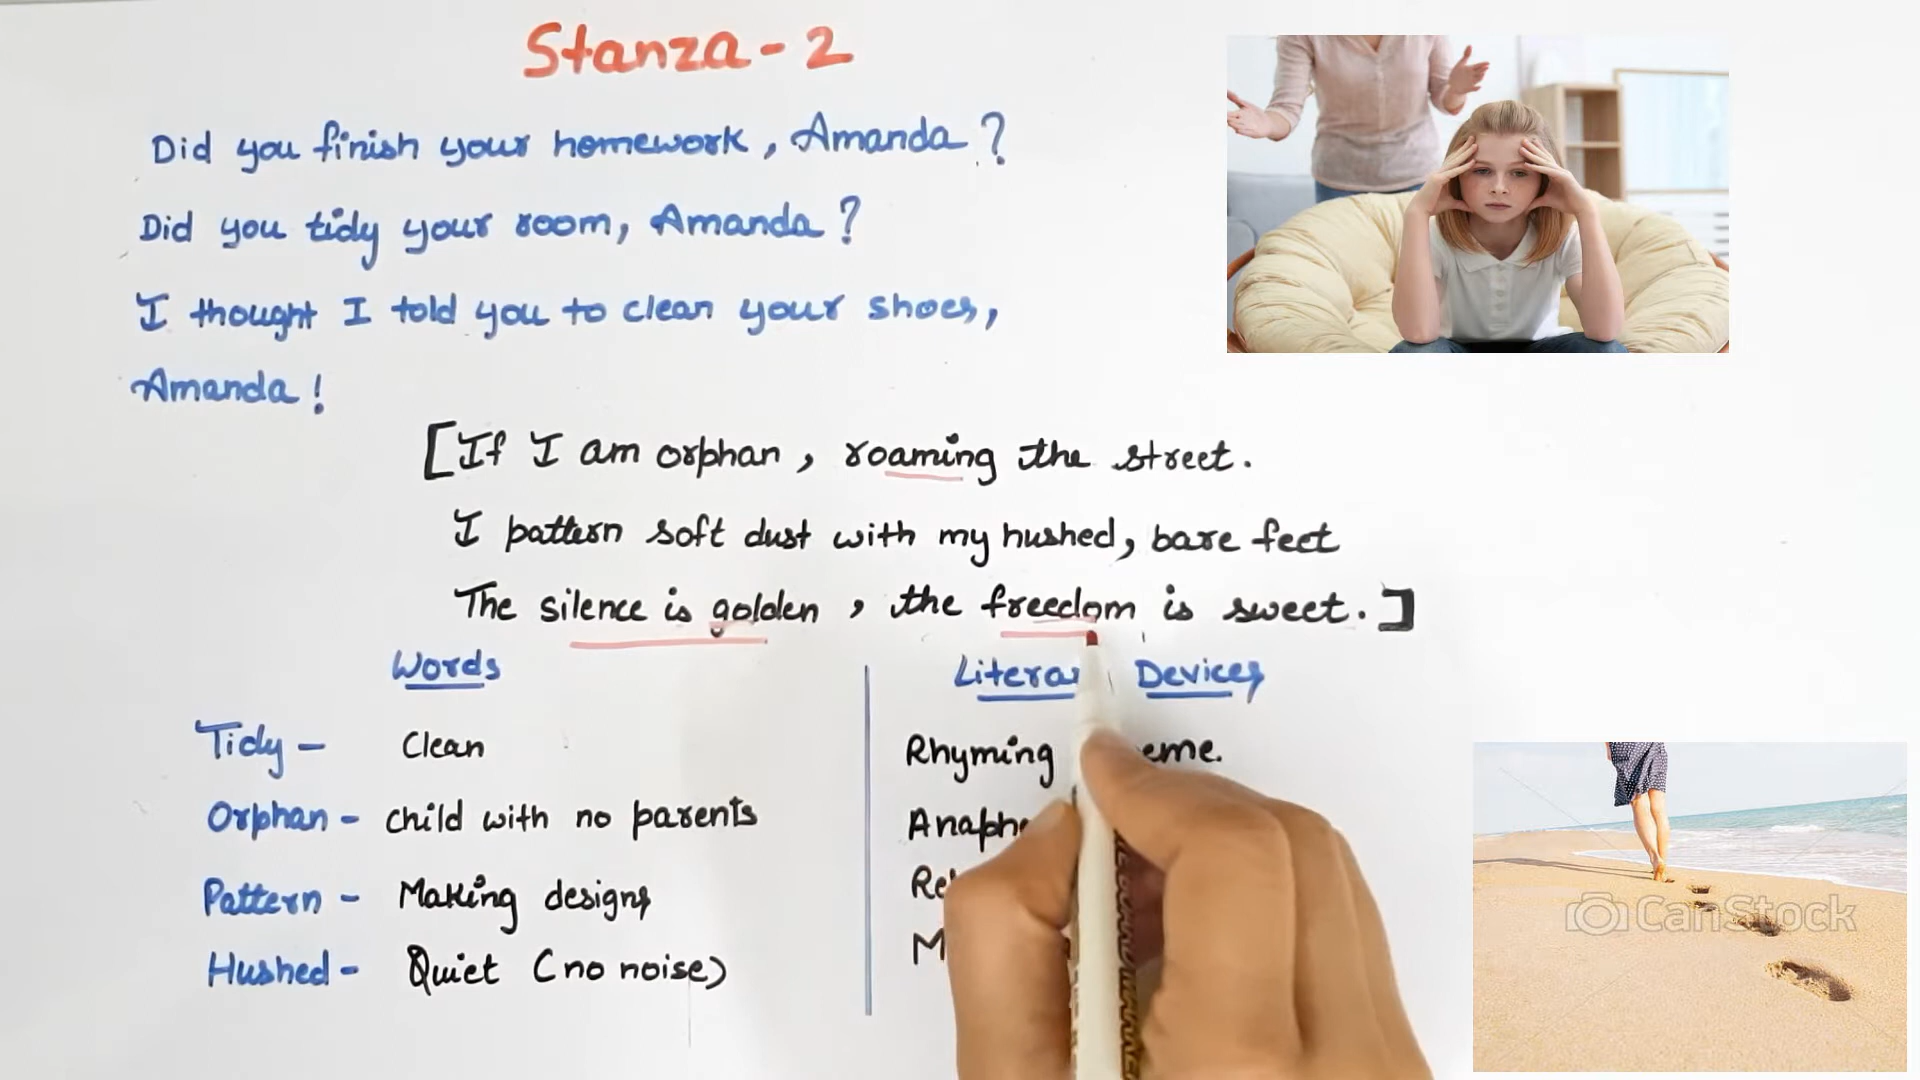 Stanza - 2
Did you finish your homework, Amanda?
Did you tidy your room, Amanda?
I thought I told you to clean your shoes,
Amanda!
[If I am orphan, roaming the street.
I pattern soft dust with my hushed, bare feet
The silence is golden, the freedom is sweet.]
Words
Tidy - Clean
Orphan - child with no parents
Pattern - Making designs
Hushed - Quiet (no noise)
Devices
Rhyming
CanStock